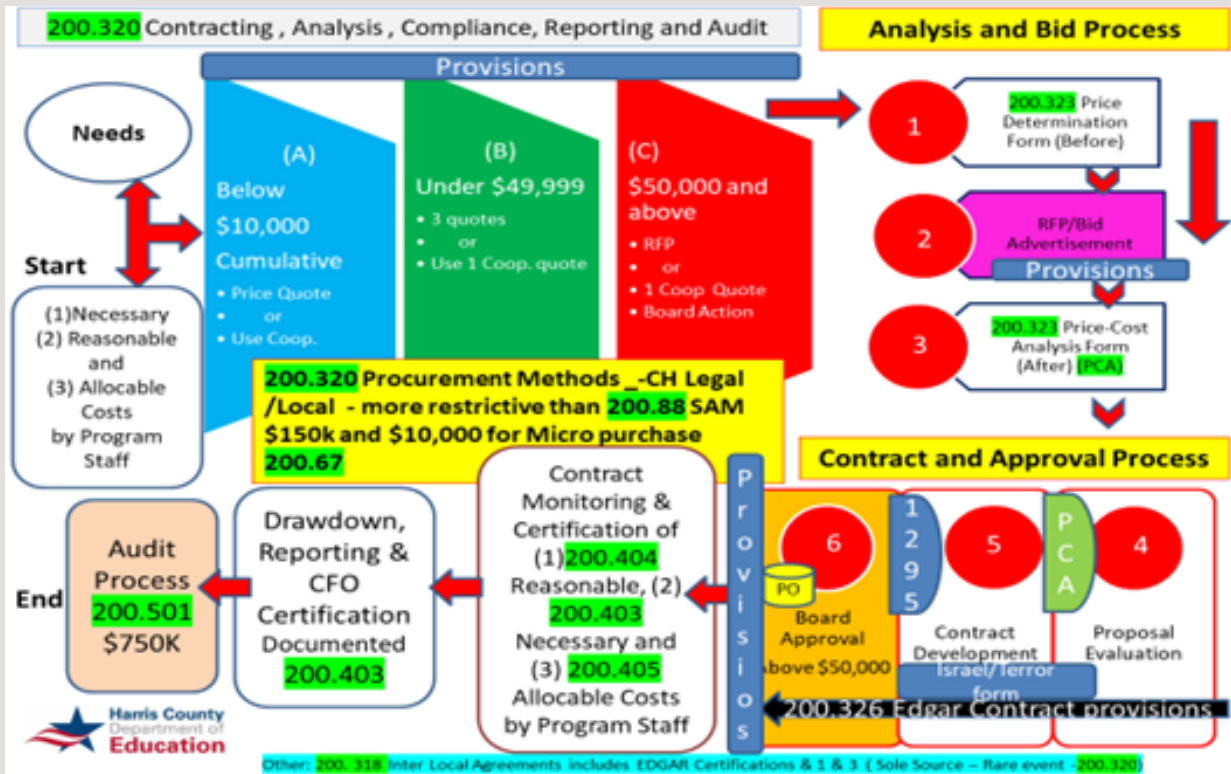 200.320 Contracting , Analysis , Compliance, Reporting and Audit
Analysis and Bid Process
Provisions
Needs
Start
(1)Necessary
(2) Reasonable
and
(3) Allocable
Costs
by Program
Staff
(A)
Below
$10,000
Cumulative
• Price Quote
• or
• Use Coop.
(B)
Under $49,999
• 3 quotes
• or
• Use 1 Coop. quote
(C)
$50,000 and
above
• RFP
• or
• 1 Coop Quote
• Board Action
1
200.323 Price
Determination
Form (Before)
2
RFP/Bid
Advertisement
Provisions
3
200.323 Price-Cost
Analysis Form
(After) (PCA)
200.320 Procurement Methods _-CH Legal
/Local - more restrictive than 200.88 SAM
$150k and $10,000 for Micro purchase
200.67
Contract and Approval Process
4
Proposal
Evaluation
PCA
5
Contract
Development
Israel/Terror
form
1295
6
PO
Board
Approval
Above $50,000
200.326 Edgar Contract provisions
Provisions
Contract
Monitoring &
Certification of
(1)200.404
Reasonable, (2)
200.403
Necessary and
(3) 200.405
Allocable Costs
by Program Staff
Drawdown,
Reporting &
CFO
Certification
Documented
200.403
Audit
Process
200.501
$750K
End
Harris County
Department of
Education
Other: 200. 318 Inter Local Agreements includes EDGAR Certifications & 1 & 3 ( Sole Source – Rare event -200.320)